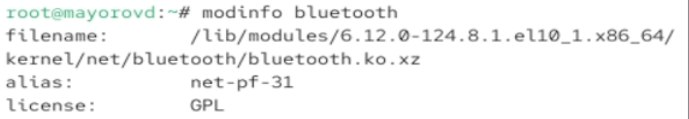 root@mayorovd:~# modinfo bluetooth
filename:       /lib/modules/6.12.0-124.8.1.el10_1.x86_64/
kernel/net/bluetooth/bluetooth.ko.xz
alias:          net-pf-31
license:        GPL